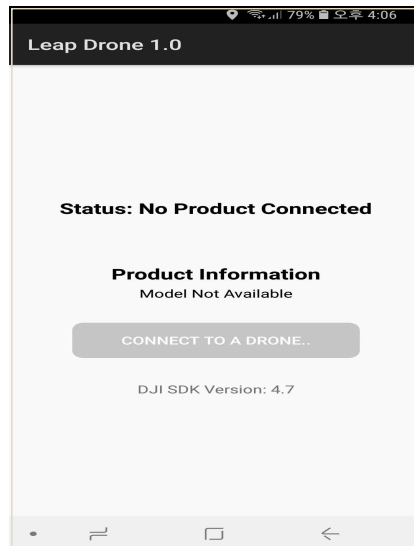 79% 오후 4:06
Leap Drone 1.0
Status: No Product Connected
Product Information
Model Not Available
CONNECT TO A DRONE..
DJI SDK Version: 4.7